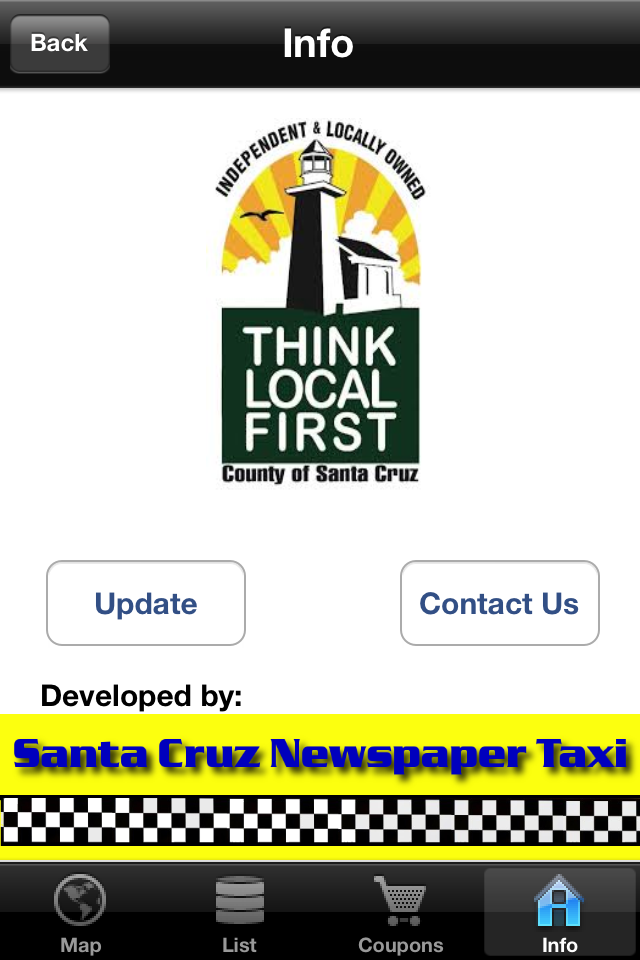 Back
Info
INDEPENDENT & LOCALLY OWNED
THINK
LOCAL
FIRST
County of Santa Cruz
Update
Contact Us
Developed by:
Santa Cruz Newspaper Taxi
Map
List
Coupons
Info